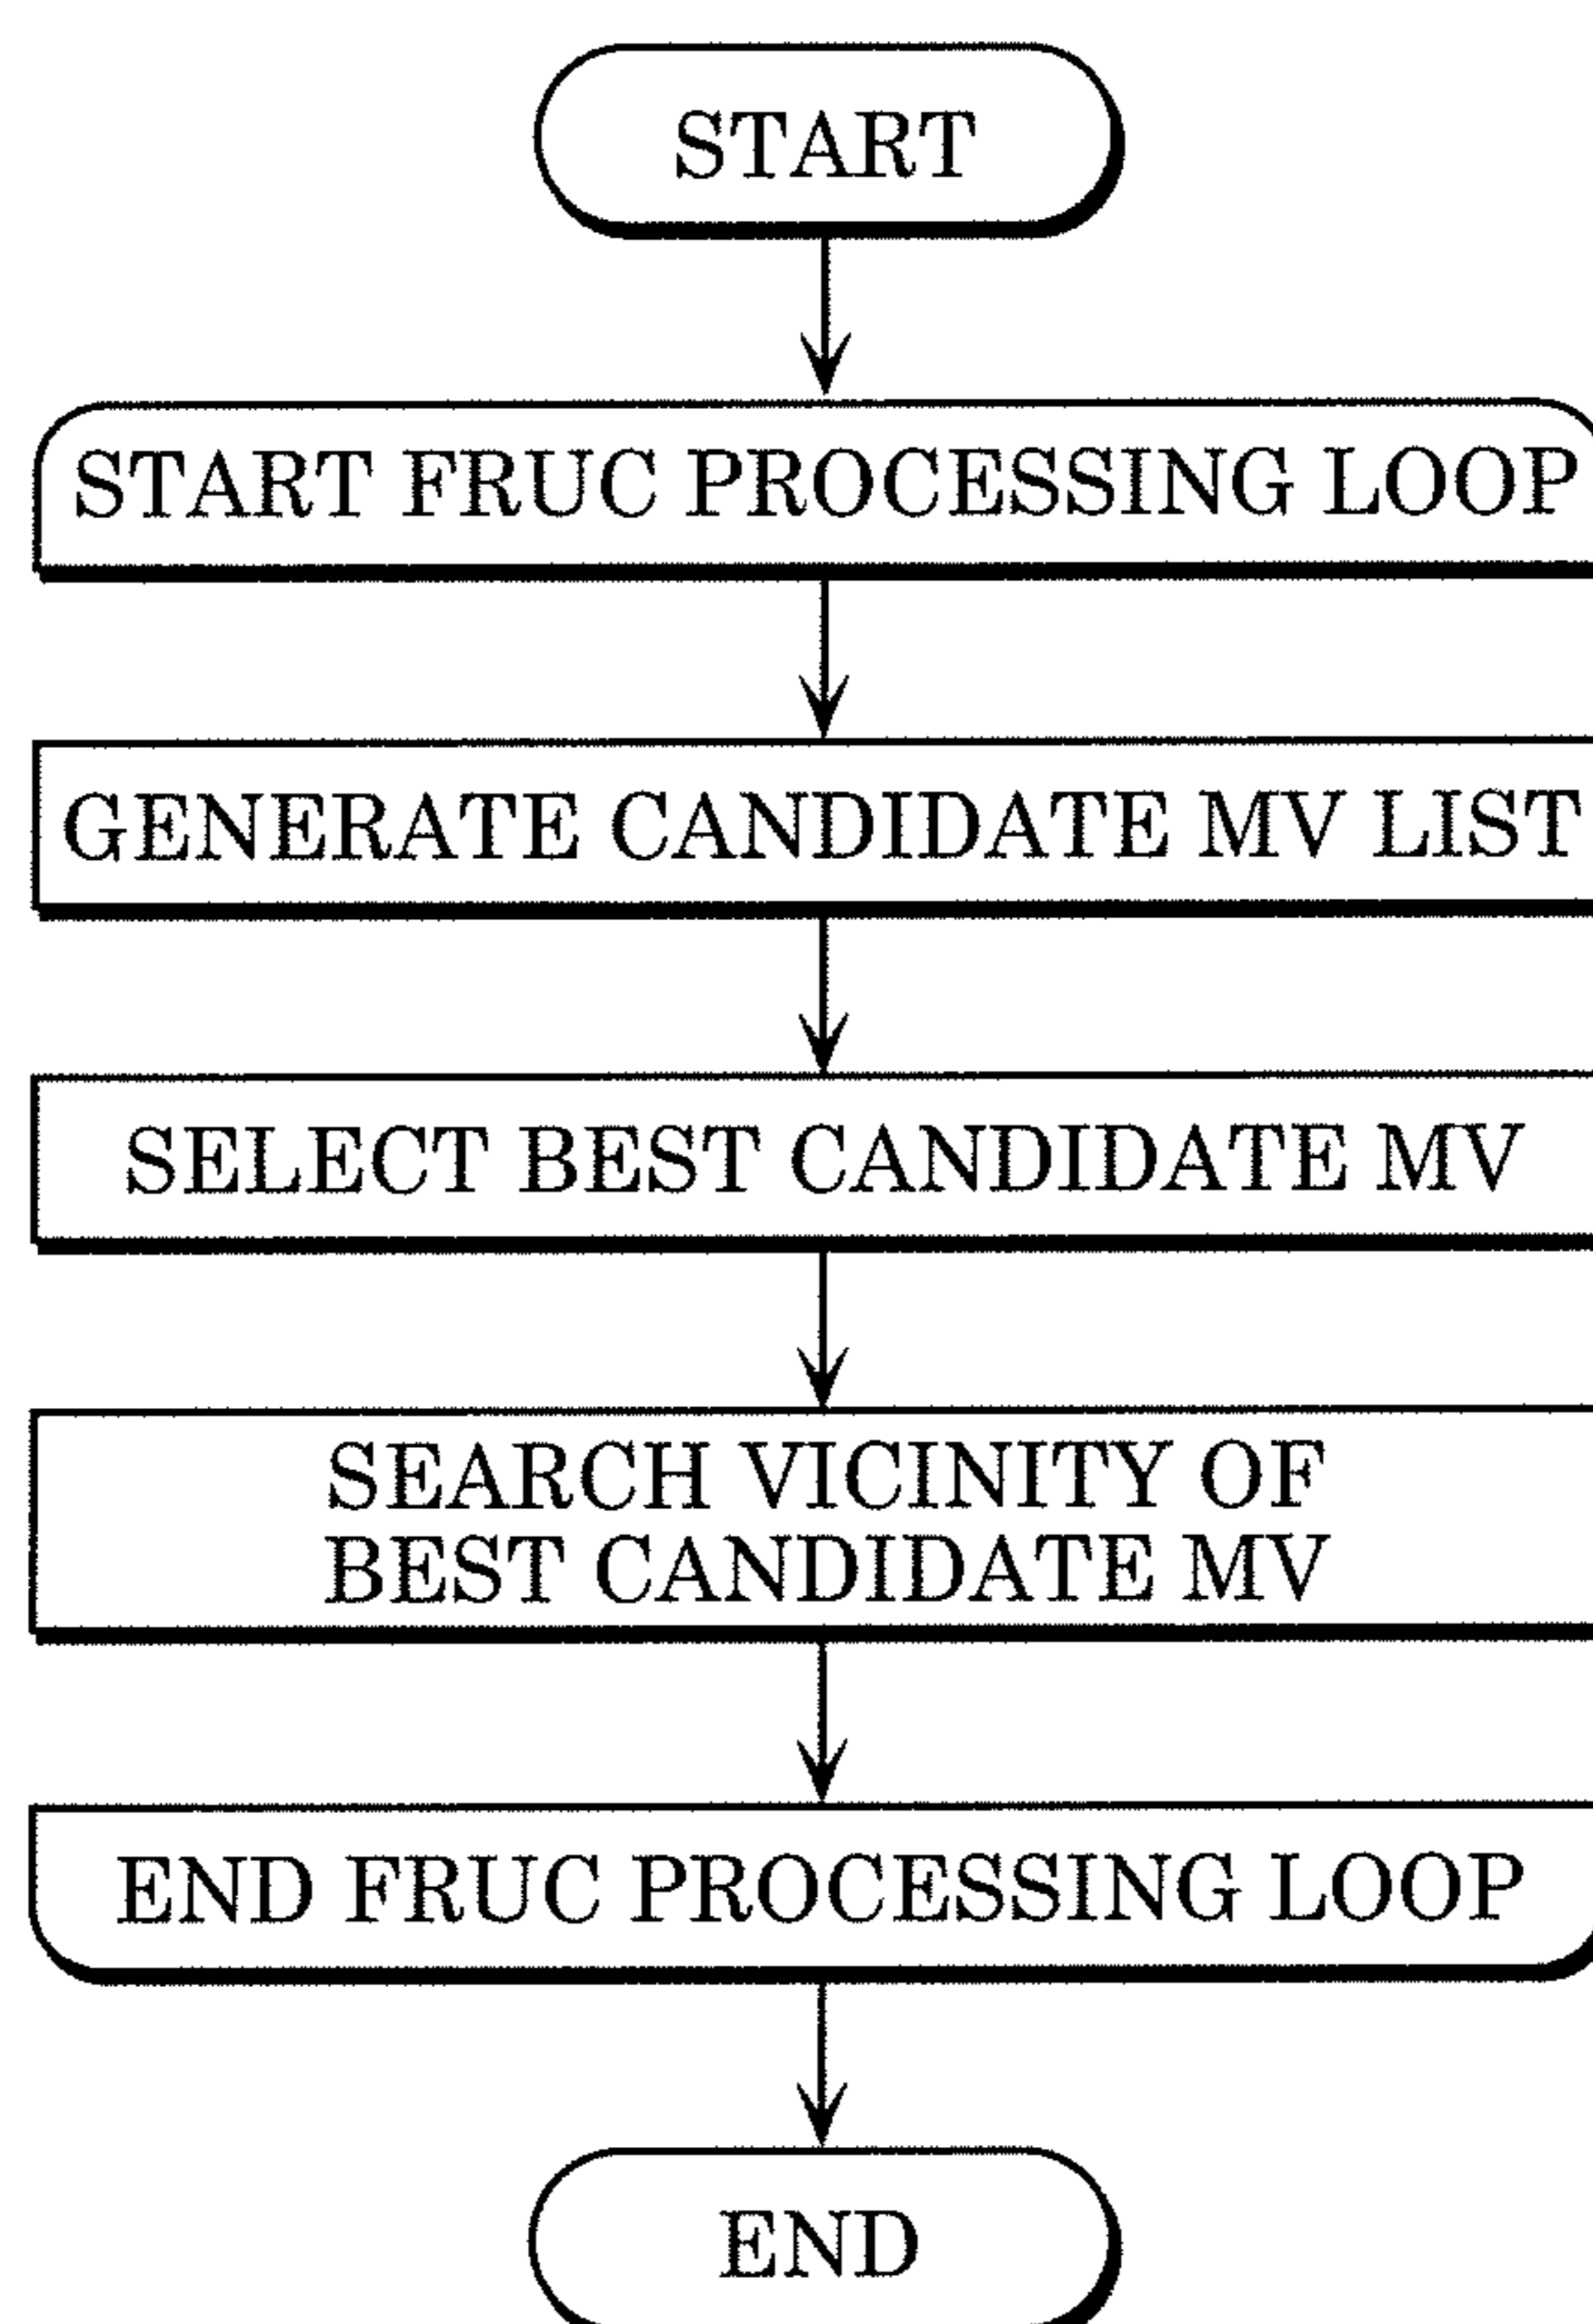 START
START FRUC PROCESSING LOOP
GENERATE CANDIDATE MV LIST
SELECT BEST CANDIDATE MV
SEARCH VICINITY OF
BEST CANDIDATE MV
END FRUC PROCESSING LOOP
END